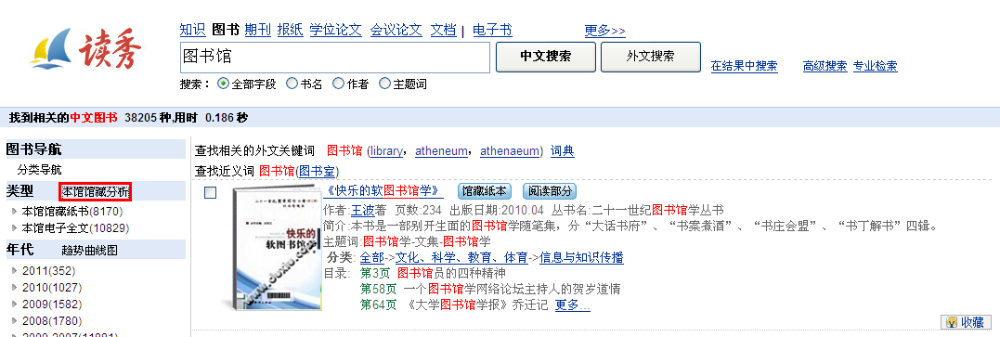 读秀
知识 图书 期刊 报纸 学位论文 会议论文 文档 | 电子书 更多>>
图书馆 中文搜索 外文搜索 在结果中搜索 高级搜索 专业检索
搜索： 全部字段 书名 作者 主题词
找到相关的中文图书 38205 种,用时 0.186 秒
图书导航
分类导航
类型 本馆馆藏分析
本馆馆藏纸书(8170)
本馆电子全文(10829)
年代 趋势曲线图
2011(352)
2010(1027)
2009(1582)
2008(1780)
查找相关的外文关键词 图书馆 (library，atheneum，athenaeum) 词典
查找近义词 图书馆(图书室)
《快乐的软图书馆学》 馆藏纸本 阅读部分
作者:王波著 页数:234 出版日期:2010.04 丛书名:二十一世纪图书馆学丛书
简介:本书是一部别开生面的图书馆学随笔集，分“大话书府”、“书案煮酒”、“书庄会盟”、“书丁解书”四辑。
主题词:图书馆学-文集-图书馆学
分类: 全部->文化、科学、教育、体育->信息与知识传播
目录: 第3页 图书馆员的四种精神
第58页 一个图书馆学网络论坛主持人的贺岁道情
第64页 《大学图书馆学报》乔迁记 更多...
快乐的
软图书馆学
收藏